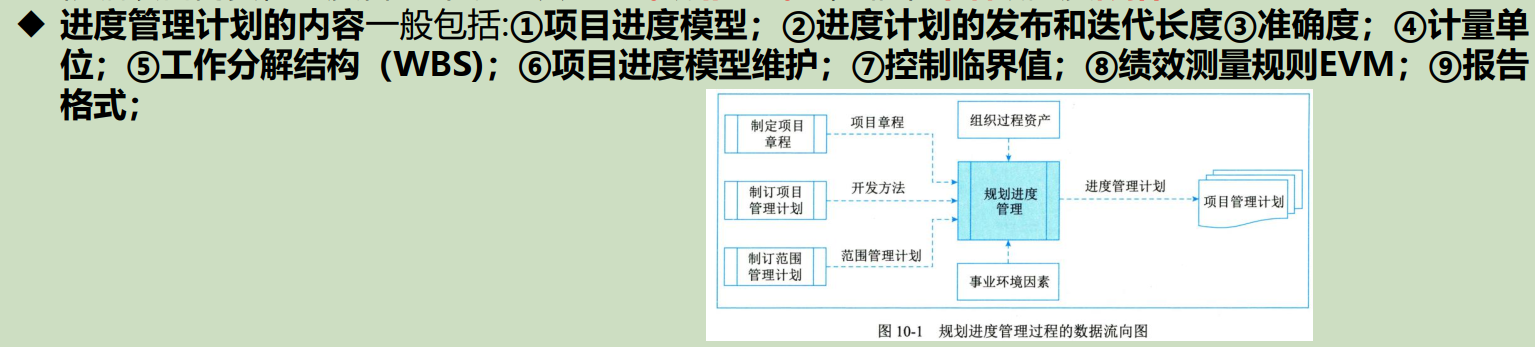 ◆ 进度管理计划的内容一般包括:①项目进度模型；②进度计划的发布和迭代长度③准确度；④计量单
位；⑤工作分解结构（WBS)；⑥项目进度模型维护；⑦控制临界值；⑧绩效测量规则EVM；⑨报告
格式；
制定项目
章程
项目章程
组织过程资产
制订项目
管理计划
开发方法
规划进度
管理
进度管理计划
项目管理计划
制订范围
管理计划
范围管理计划
事业环境因素
图 10-1 规划进度管理过程的数据流向图